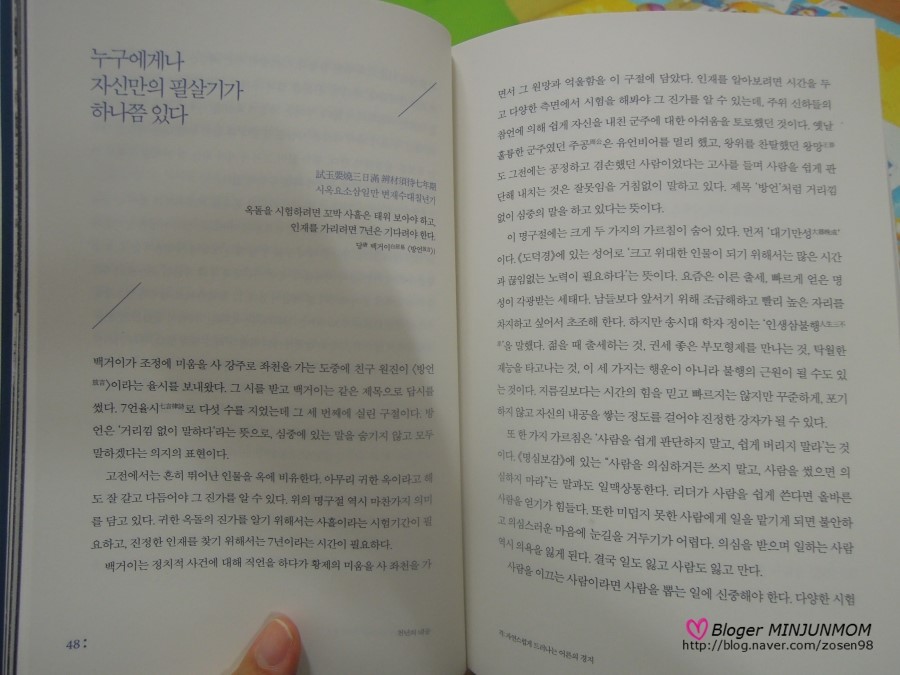 누구에게나
자신만의 필살기가
하나쯤 있다
試玉要燒三日滿 辨材須待七年期
시옥요소삼일만 변재수대칠년기
옥돌을 시험하려면 꼬박 사흘은 태워 보아야 하고,
인재를 가리려면 7년은 기다려야 한다.
당唐 백거이白居易 〈방언放言〉
백거이가 조정에 미움을 사 강주로 좌천을 가는 도중에 친구 원진이 〈방언
放言〉이라는 율시를 보내왔다. 그 시를 받고 백거이는 같은 제목으로 답시를
썼다. 7언율시七言律詩로 다섯 수를 지었는데 그 세 번째에 실린 구절이다. 방
언은 '거리낌 없이 말하다'라는 뜻으로, 심중에 있는 말을 숨기지 않고 모두
말하겠다는 의지의 표현이다.
고전에서는 흔히 뛰어난 인물을 옥에 비유한다. 아무리 귀한 옥이라고 해
도 잘 갈고 다듬어야 그 진가를 알 수 있다. 위의 명구절 역시 마찬가지 의미
를 담고 있다. 귀한 옥돌의 진가를 알기 위해서는 사흘이라는 시험기간이 필
요하고, 진정한 인재를 찾기 위해서는 7년이라는 시간이 필요하다.
백거이는 정치적 사건에 대해 직언을 하다가 황제의 미움을 사 좌천을 가
48:
천년의 내공
면서 그 원망과 억울함을 이 구절에 담았다. 인재를 알아보려면 시간을 두
고 다양한 측면에서 시험을 해봐야 그 진가를 알 수 있는데, 주위 신하들의
참언에 의해 쉽게 자신을 내친 군주에 대한 아쉬움을 토로했던 것이다. 옛날
훌륭한 군주였던 주공周公은 유언비어를 멀리 했고, 왕위를 찬탈했던 왕망王莽
도 그전에는 공정하고 겸손했던 사람이었다는 고사를 들며 사람을 쉽게 판
단해 내치는 것은 잘못임을 거침없이 말하고 있다. 제목 '방언'처럼 거리낌
없이 심중의 말을 하고 있다는 뜻이다.
이 명구절에는 크게 두 가지의 가르침이 숨어 있다. 먼저 '대기만성大器晩成'
이다. 《도덕경》에 있는 성어로 '크고 위대한 인물이 되기 위해서는 많은 시간
과 끊임없는 노력이 필요하다'는 뜻이다. 요즘은 이른 출세, 빠르게 얻은 명
성이 각광받는 세태다. 남들보다 앞서기 위해 조급해하고 빨리 높은 자리를
차지하고 싶어서 초조해 한다. 하지만 송시대 학자 정이는 '인생삼불행人生三不
幸'을 말했다. 젊을 때 출세하는 것, 권세 좋은 부모형제를 만나는 것, 탁월한
재능을 타고나는 것, 이 세 가지는 행운이 아니라 불행의 근원이 될 수도 있
는 것이다. 지름길보다는 시간의 힘을 믿고 빠르지는 않지만 꾸준하게, 포기
하지 않고 자신의 내공을 쌓는 정도를 걸어야 진정한 강자가 될 수 있다.
또 한 가지 가르침은 '사람을 쉽게 판단하지 말고, 쉽게 버리지 말라'는 것
이다. 《명심보감》에 있는 "사람을 의심하거든 쓰지 말고, 사람을 썼으면 의
심하지 마라"는 말과도 일맥상통한다. 리더가 사람을 쉽게 쓴다면 올바른
사람을 얻기가 힘들다. 또한 미덥지 못한 사람에게 일을 맡기게 되면 불안하
고 의심스러운 마음에 눈길을 거두기가 어렵다. 의심을 받으며 일하는 사람
역시 의욕을 잃게 된다. 결국 일도 잃고 사람도 잃고 만다.
사람을 이끄는 사람이라면 사람을 뽑는 일에 신중해야 한다. 다양한 시험
자연스럽게 드러나는 어른의 경지
Bloger MINJUNMOM
http://blog.naver.com/zosen98